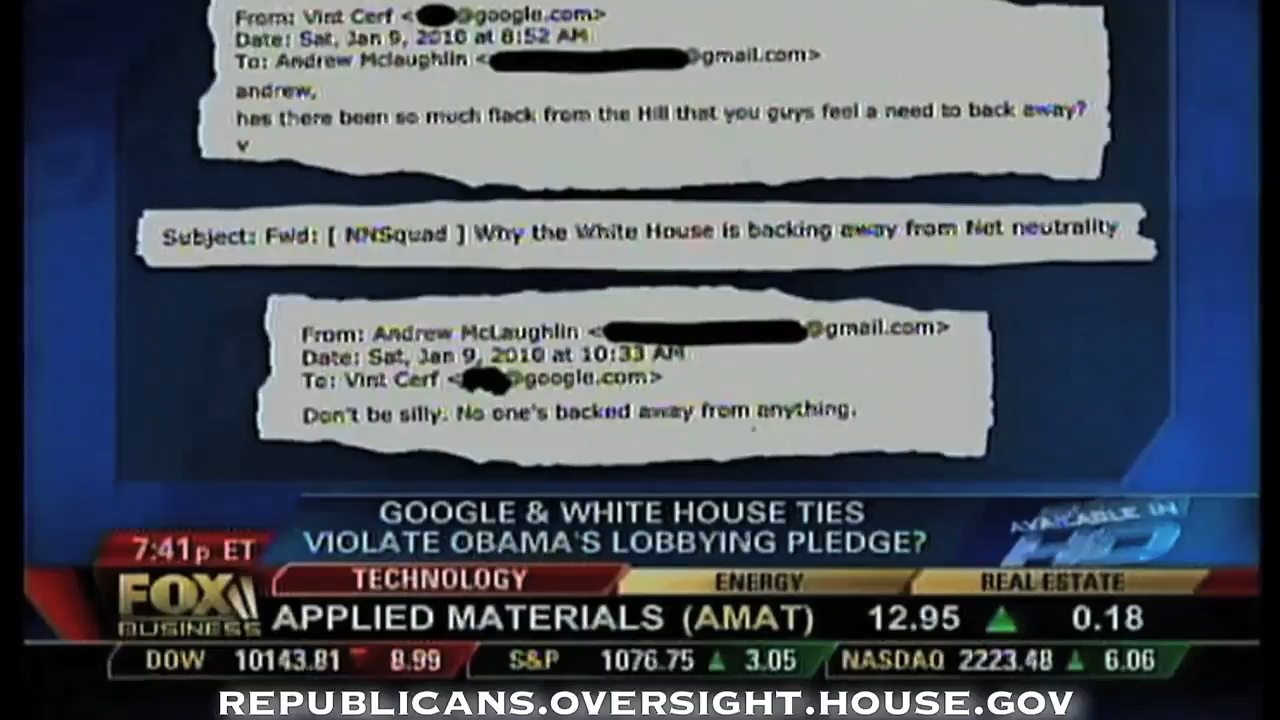 From: Vint Cerf < @google.com>
Date: Sat, Jan 9, 2010 at 8:52 AM
To: Andrew Mclaughlin < @gmail.com>
andrew,
has there been so much flack from the Hill that you guys feel a need to back away?
v
Subject: Fwd: [ NNSquad ] Why the White House is backing away from Net neutrality
From: Andrew McLaughlin < @gmail.com>
Date: Sat, Jan 9, 2010 at 10:33 AM
To: Vint Cerf < @google.com>
Don't be silly. No one's backed away from anything.
GOOGLE & WHITE HOUSE TIES
VIOLATE OBAMA'S LOBBYING PLEDGE?
AVAILABLE IN
HD
7:41p ET
TECHNOLOGY ENERGY REAL ESTATE
FOX
BUSINESS
APPLIED MATERIALS (AMAT) 12.95 ▲ 0.18
DOW 10143.81 ▼ 8.99 S&P 1076.75 ▲ 3.05 NASDAQ 2223.48 ▲ 6.06
REPUBLICANS.OVERSIGHT.HOUSE.GOV